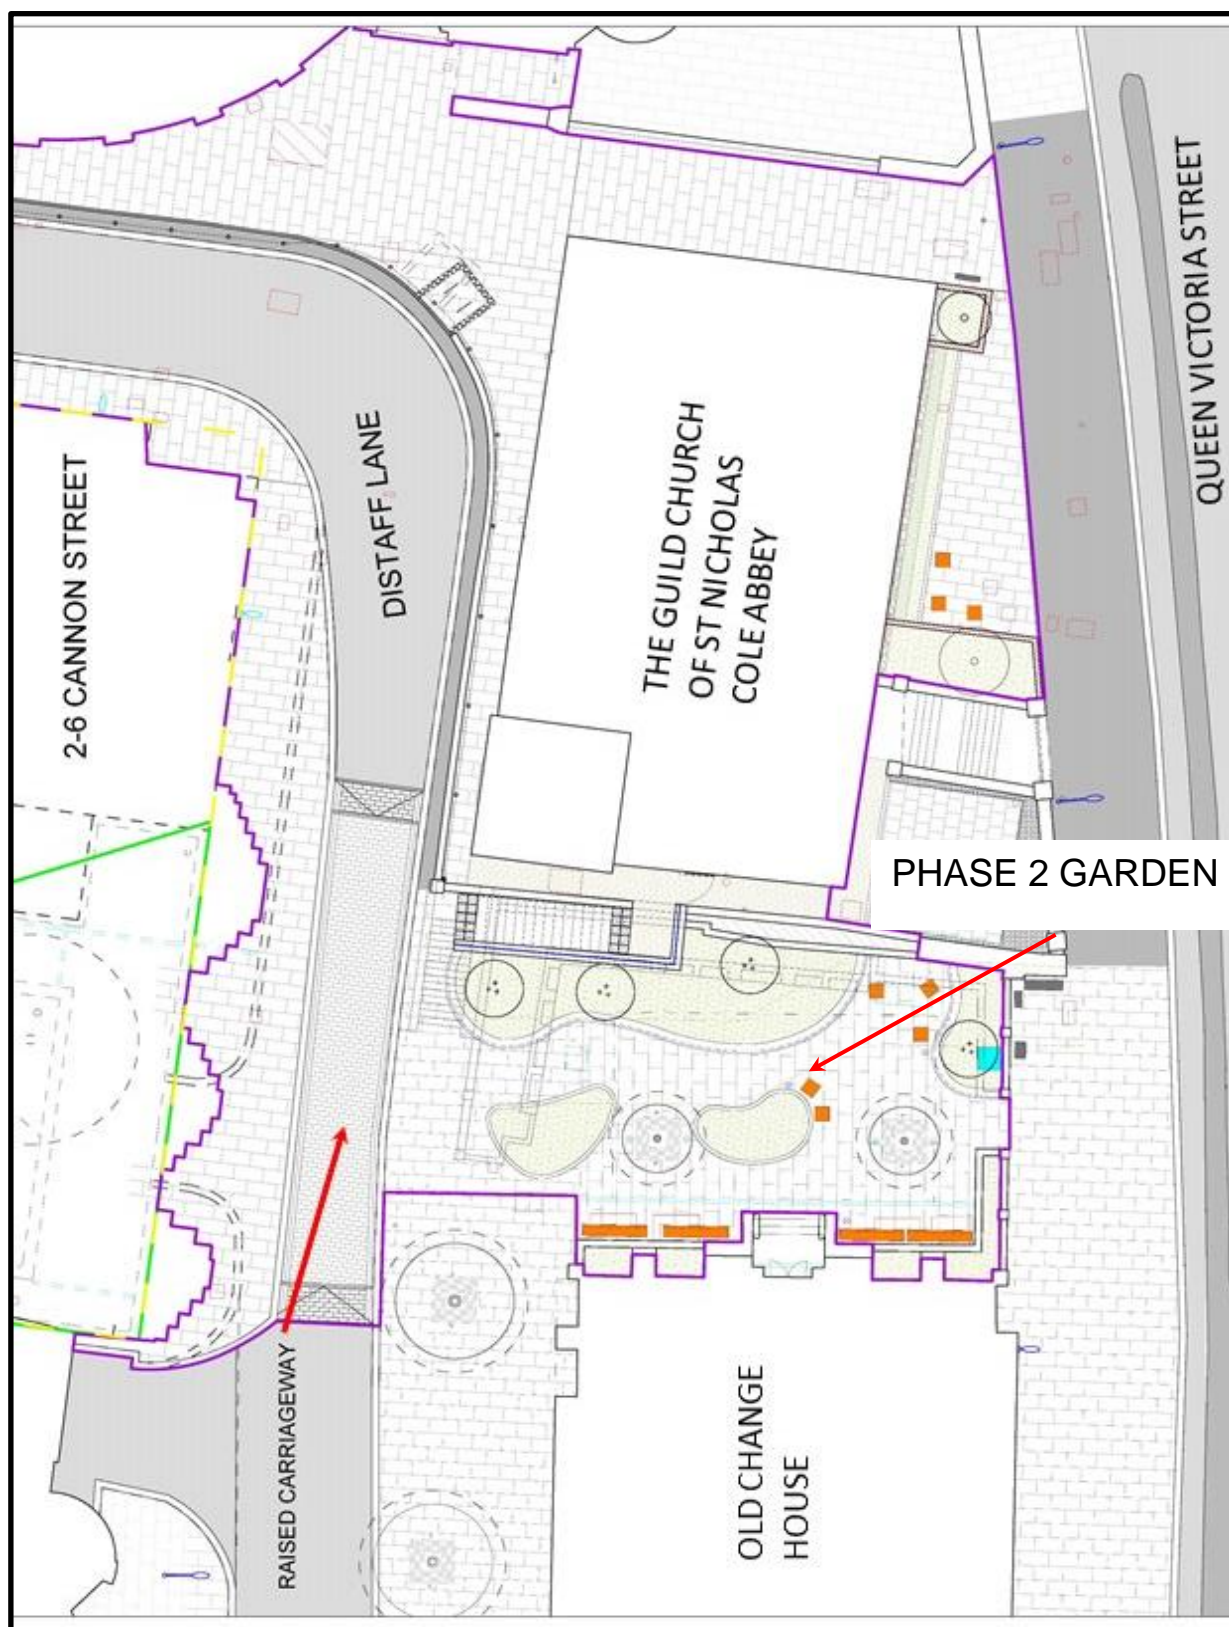 QUEEN VICTORIA STREET
2-6 CANNON STREET
DISTAFF LANE
THE GUILD CHURCH
OF ST NICHOLAS
COLE ABBEY
PHASE 2 GARDEN
RAISED CARRIAGEWAY
OLD CHANGE
HOUSE